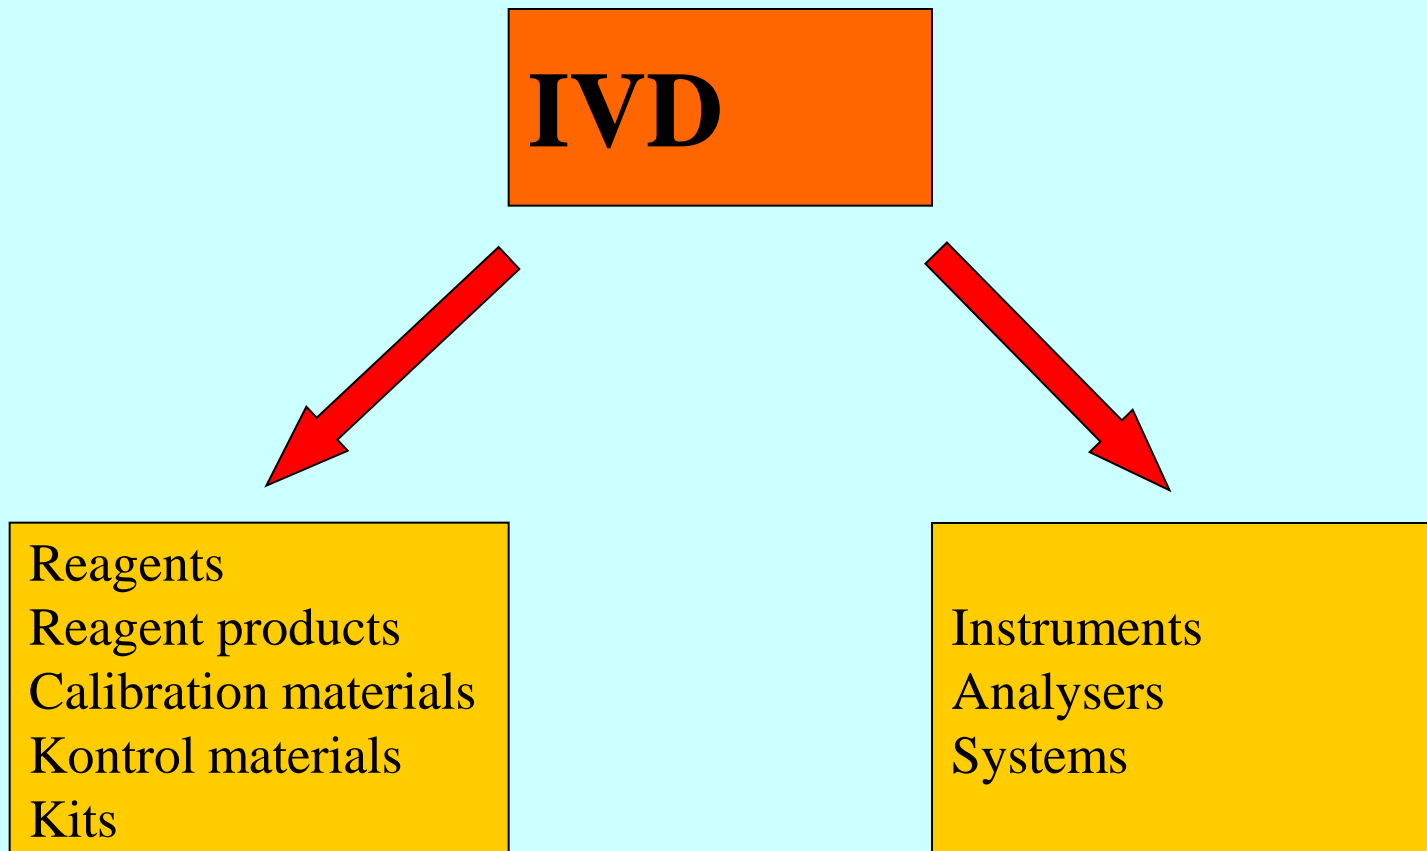 IVD
Reagents
Reagent products
Calibration materials
Kontrol materials
Kits
Instruments
Analysers
Systems